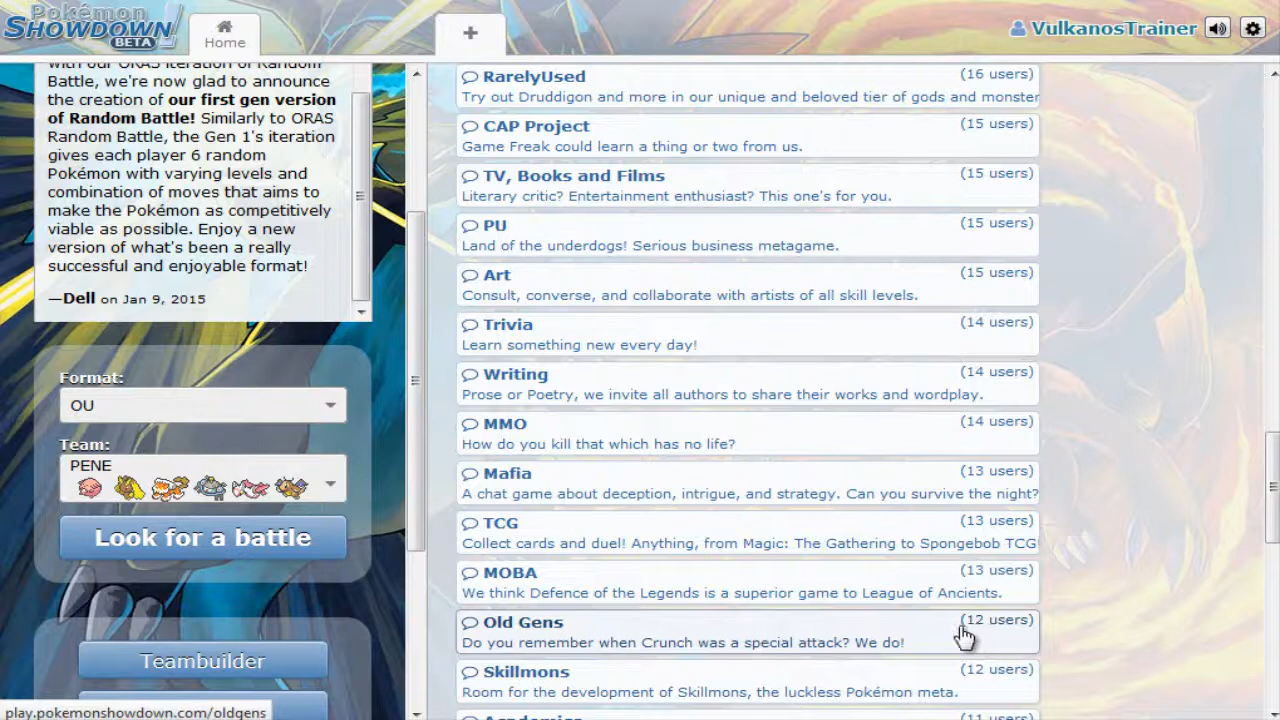 Pokémon
SHOWDOWN
BETA
Home
+
VulkanosTrainer
with our ORAS iteration of Random
Battle, we're now glad to announce
the creation of our first gen version
of Random Battle! Similarly to ORAS
Random Battle, the Gen 1's iteration
gives each player 6 random
Pokémon with varying levels and
combination of moves that aims to
make the Pokémon as competitively
viable as possible. Enjoy a new
version of what's been a really
successful and enjoyable format!
—Dell on Jan 9, 2015
Format:
OU
Team:
PENE
Look for a battle
Teambuilder
RarelyUsed (16 users)
Try out Druddigon and more in our unique and beloved tier of gods and monster
CAP Project (15 users)
Game Freak could learn a thing or two from us.
TV, Books and Films (15 users)
Literary critic? Entertainment enthusiast? This one's for you.
PU (15 users)
Land of the underdogs! Serious business metagame.
Art (15 users)
Consult, converse, and collaborate with artists of all skill levels.
Trivia (14 users)
Learn something new every day!
Writing (14 users)
Prose or Poetry, we invite all authors to share their works and wordplay.
MMO (14 users)
How do you kill that which has no life?
Mafia (13 users)
A chat game about deception, intrigue, and strategy. Can you survive the night?
TCG (13 users)
Collect cards and duel! Anything, from Magic: The Gathering to Spongebob TCG!
MOBA (13 users)
We think Defence of the Legends is a superior game to League of Ancients.
Old Gens (12 users)
Do you remember when Crunch was a special attack? We do!
Skillmons (12 users)
Room for the development of Skillmons, the luckless Pokémon meta.
play.pokemonshowdown.com/oldgens